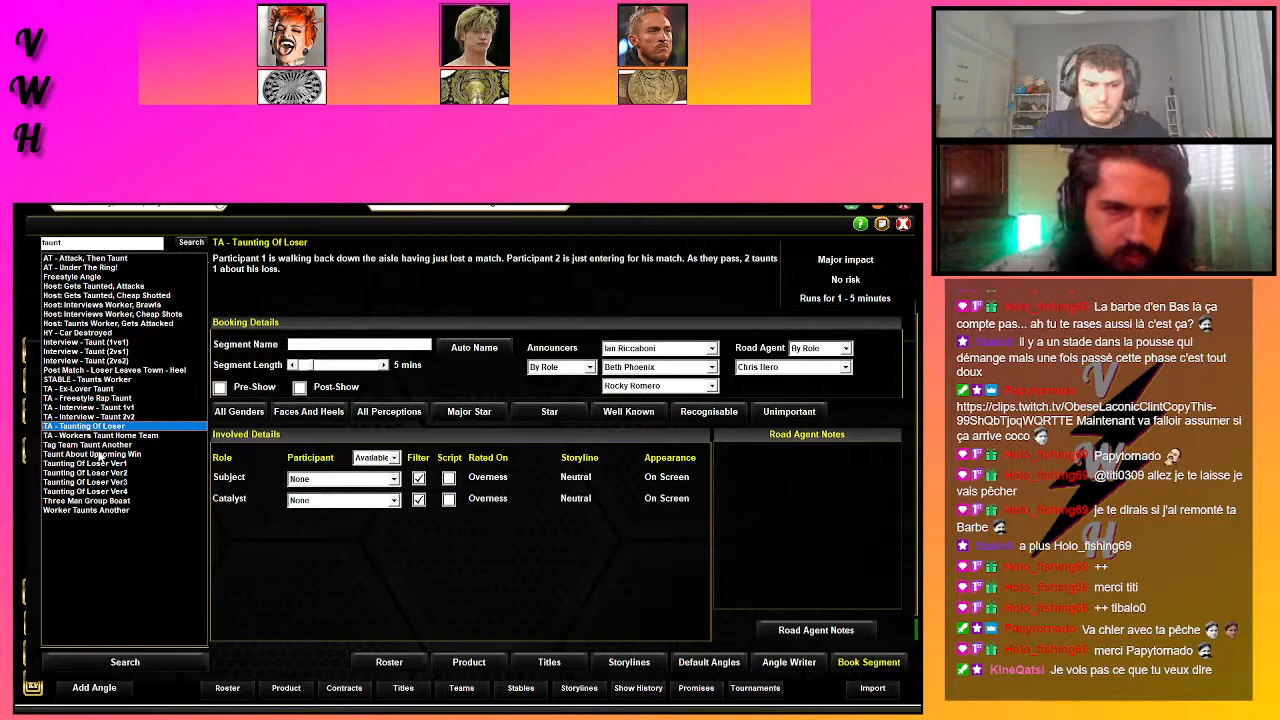 V
W
H
taunt
Search
TA - Taunting Of Loser
Participant 1 is walking back down the aisle having just lost a match. Participant 2 is just entering for his match. As they pass, 2 taunts
1 about his loss.
Major impact
No risk
Runs for 1 - 5 minutes
AT - Attack, Then Taunt
AT - Under The Ring!
Freestyle Angle
Host: Gets Taunted, Attacks
Host: Gets Taunted, Cheap Shotted
Host: Interviews Worker, Brawls
Host: Interviews Worker, Cheap Shots
Host: Taunts Worker, Gets Attacked
HY - Car Destroyed
Interview - Taunt (1vs1)
Interview - Taunt (2vs1)
Interview - Taunt (2vs2)
Post Match - Loser Leaves Town - Heel
STABLE - Taunts Worker
TA - Ex-Lover Taunt
TA - Freestyle Rap Taunt
TA - Interview - Taunt 1v1
TA - Interview - Taunt 2v2
TA - Taunting Of Loser
TA - Workers Taunt Home Team
Tag Team Taunt Another
Taunt About Upcoming Win
Taunting Of Loser Ver1
Taunting Of Loser Ver2
Taunting Of Loser Ver3
Taunting Of Loser Ver4
Three Man Group Boast
Worker Taunts Another
Booking Details
Segment Name
Auto Name
Announcers
Ian Riccaboni
Road Agent
By Role
Segment Length
5 mins
By Role
Beth Phoenix
Chris Hero
Pre-Show
Post-Show
Rocky Romero
All Genders
Faces And Heels
All Perceptions
Major Star
Star
Well Known
Recognisable
Unimportant
Involved Details
Road Agent Notes
Role
Participant
Available
Filter
Script
Rated On
Storyline
Appearance
Subject
None
Overness
Neutral
On Screen
Catalyst
None
Overness
Neutral
On Screen
Road Agent Notes
Search
Roster
Product
Titles
Storylines
Default Angles
Angle Writer
Book Segment
Add Angle
Roster
Product
Contracts
Titles
Teams
Stables
Storylines
Show History
Promises
Tournaments
Import
Holo_fishing69 La barbe d'en Bas là ça
compte pas... ah tu te rases aussi là c'est ça?
tibalo0 Il y a un stade dans la pousse qui
démange mais une fois passé cette phase c'est tout
doux
Papytornado
https://clips.twitch.tv/ObeseLaconicClintCopyThis-
99ShQbTjoqWQRTTE Maintenant va falloir assumer si
ça arrive coco
Holo_fishing69 Papytornado
Holo_fishing69 @titi0309 allez je te laisse je
vais pêcher
Holo_fishing69 je te dirais si j'ai remonté ta
Barbe
tibalo0 a plus Holo_fishing69
Holo_fishing69 ++
Holo_fishing69 merci titi
Holo_fishing69 ++ tIbalo0
Papytornado Va chier avec ta pêche
Holo_fishing69 merci Papytornado
KineQatsi Je vois pas ce que tu veux dire
V
H